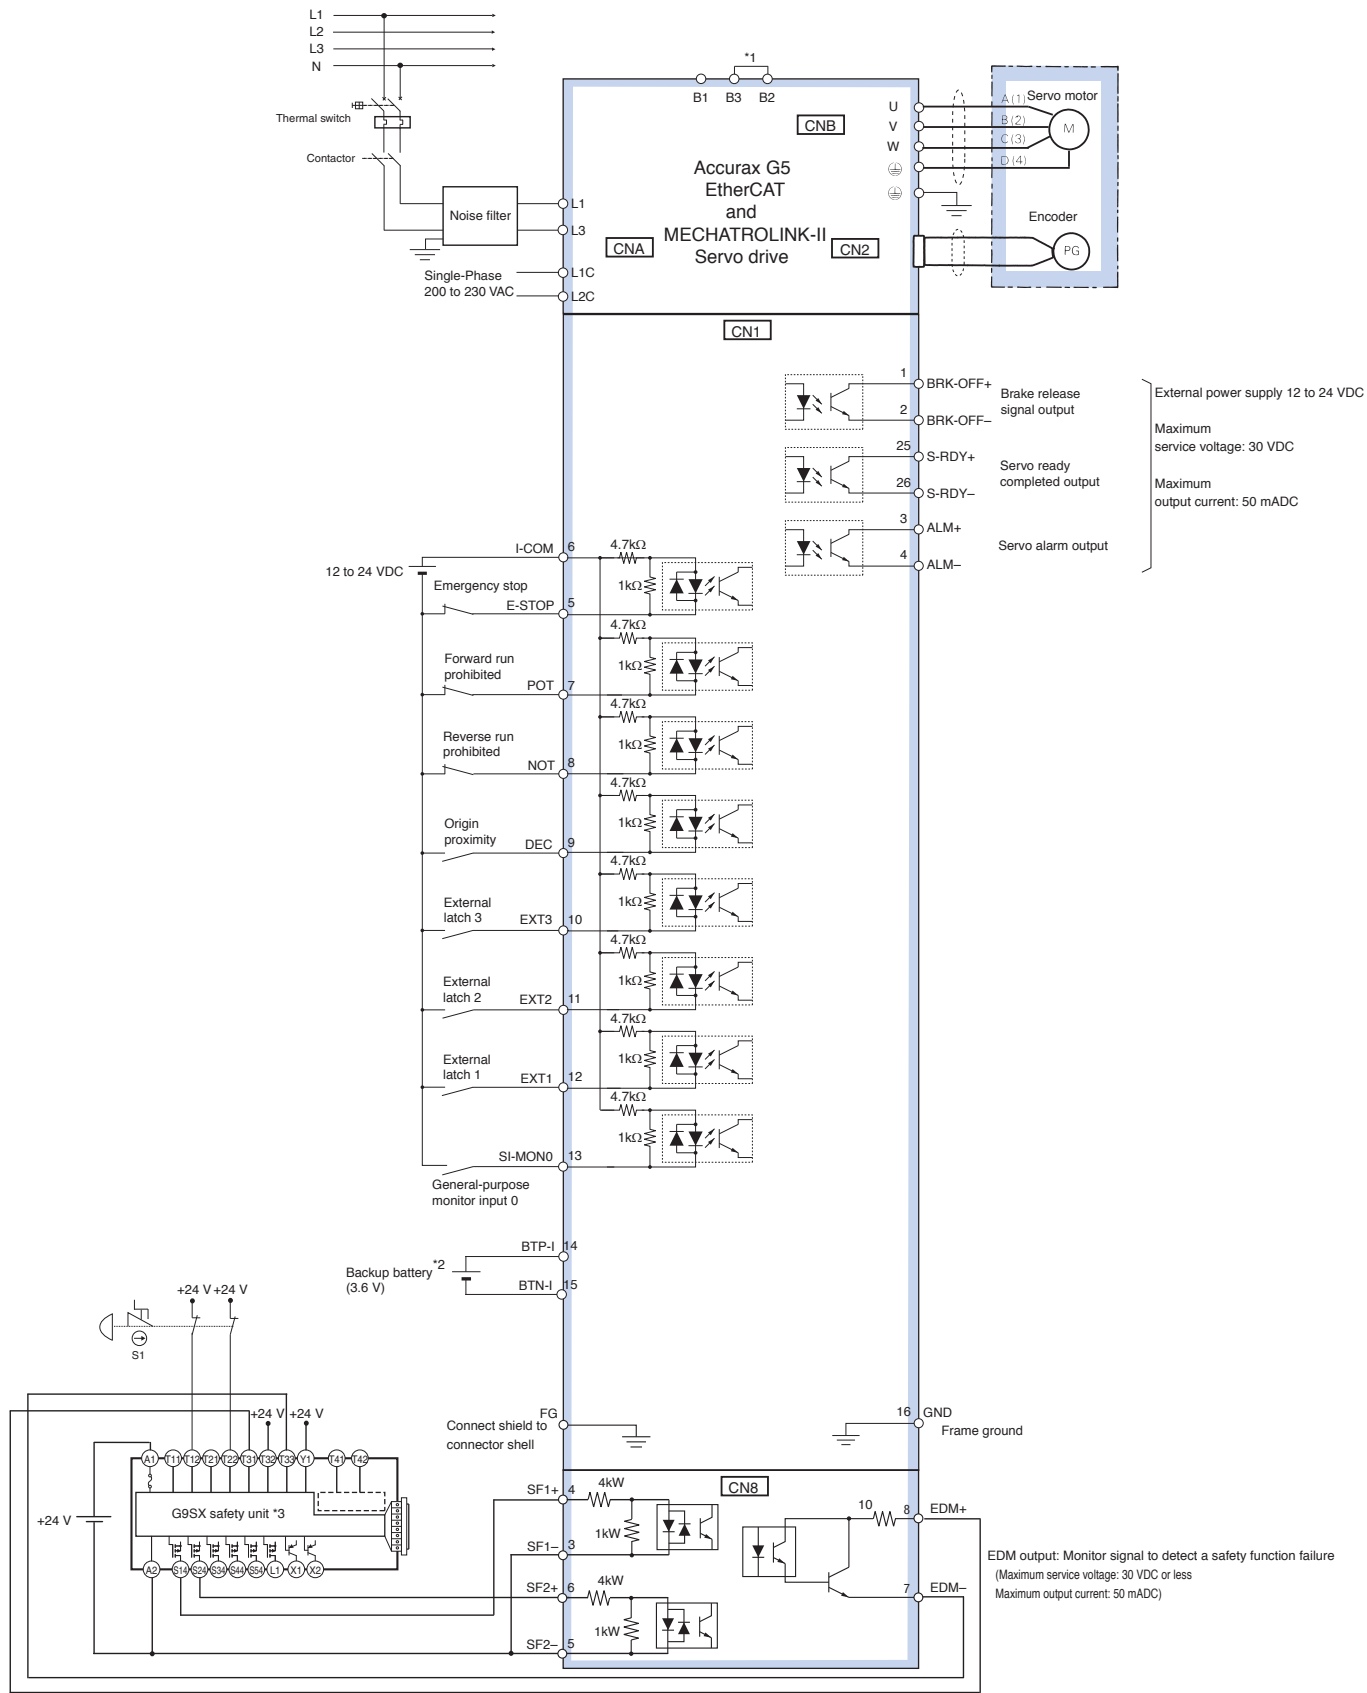 L1
L2
L3
N
Thermal switch
Contactor
Noise filter
Single-Phase
200 to 230 VAC
L1
L3
L1C
L2C
*1
B1 B3 B2
CNB
Accurax G5
EtherCAT
and
MECHATROLINK-II
Servo drive
CNA
CN2
U
V
W
A (1)
B (2)
C (3)
D (4)
Servo motor
M
Encoder
PG
CN1
1
BRK-OFF+
2
BRK-OFF–
Brake release
signal output
25
S-RDY+
26
S-RDY–
Servo ready
completed output
3
ALM+
4
ALM–
Servo alarm output
External power supply 12 to 24 VDC
Maximum
service voltage: 30 VDC
Maximum
output current: 50 mADC
12 to 24 VDC
I-COM 6
4.7kΩ
1kΩ
Emergency stop
E-STOP 5
4.7kΩ
1kΩ
Forward run
prohibited
POT 7
4.7kΩ
1kΩ
Reverse run
prohibited
NOT 8
4.7kΩ
1kΩ
Origin
proximity
DEC 9
4.7kΩ
1kΩ
External
latch 3
EXT3 10
4.7kΩ
1kΩ
External
latch 2
EXT2 11
4.7kΩ
1kΩ
External
latch 1
EXT1 12
4.7kΩ
1kΩ
SI-MON0 13
General-purpose
monitor input 0
BTP-I 14
Backup battery*2
(3.6 V)
BTN-I 15
+24 V +24 V
S1
FG
Connect shield to
connector shell
16 GND
Frame ground
+24 V +24 V
A1 T11 T12 T21 T22 T31 T32 T33 Y1 T41 T42
G9SX safety unit *3
+24 V
A2 S14 S24 S34 S44 S54 L1 X1 X2
CN8
SF1+ 4
4kW
1kW
SF1– 3
SF2+ 6
4kW
1kW
SF2– 5
10
8 EDM+
7 EDM–
EDM output: Monitor signal to detect a safety function failure
(Maximum service voltage: 30 VDC or less
Maximum output current: 50 mADC)